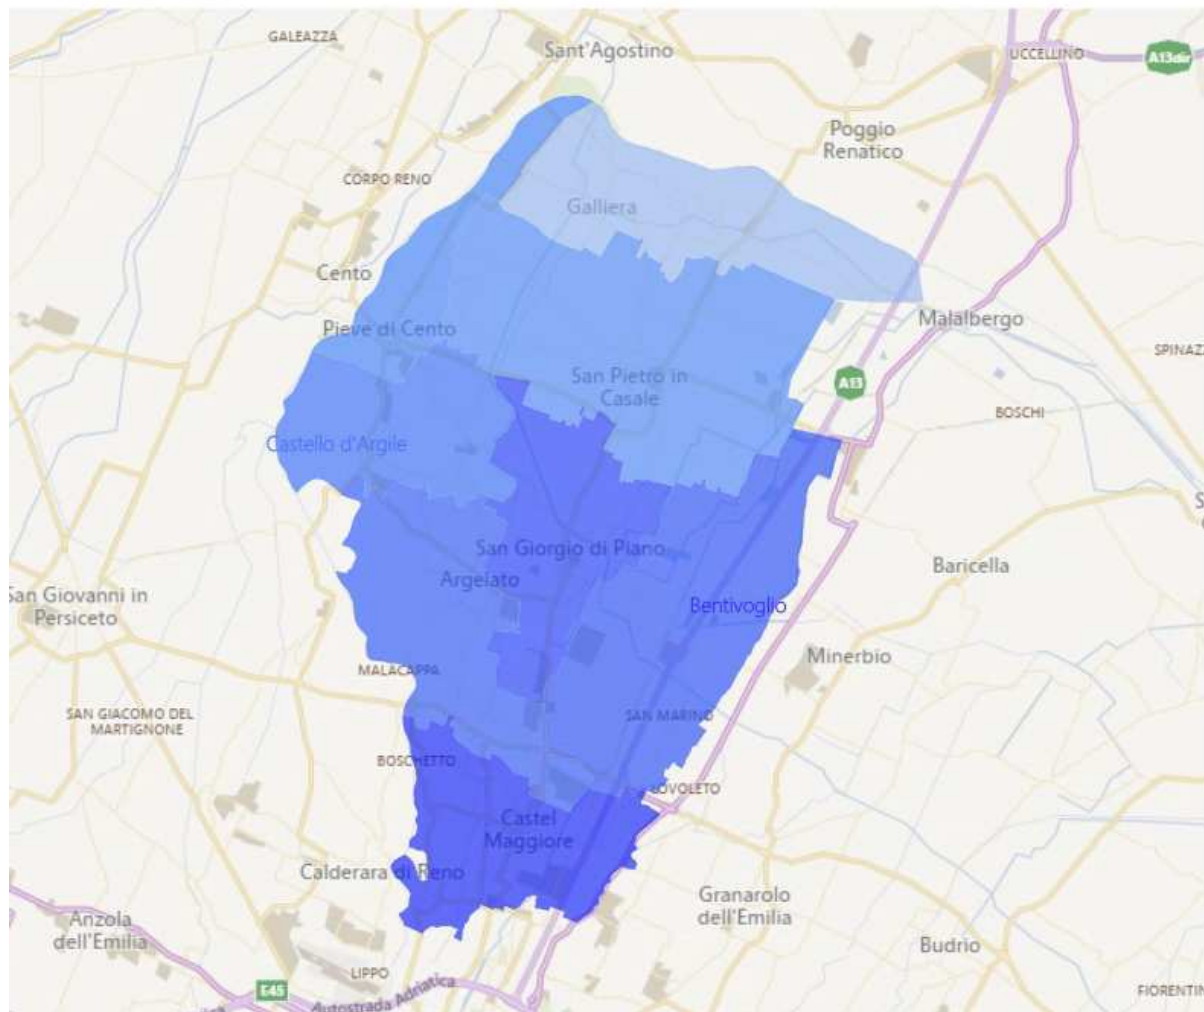 GALEAZZA
Sant'Agostino
UCCELLINO
A13dir
Poggio
Renatico
CORPO RENO
Galliera
Cento
Pieve di Cento
Malalbergo
SPINAZ
San Pietro in
Casale
A13
BOSCHI
Castello d'Argile
San Giorgio di Piano
Argelato
Baricella
San Giovanni in
Persiceto
Bentivoglio
Minerbio
MALACAPPA
SAN GIACOMO DEL
MARTIGNONE
SAN MARINO
BOSCHETTO
LOVOLETO
Castel
Maggiore
Calderara di Reno
Granarolo
dell'Emilia
Anzola
dell'Emilia
Budrio
LIPPO
E45
Autostrada Adriatica
FIORENTIN